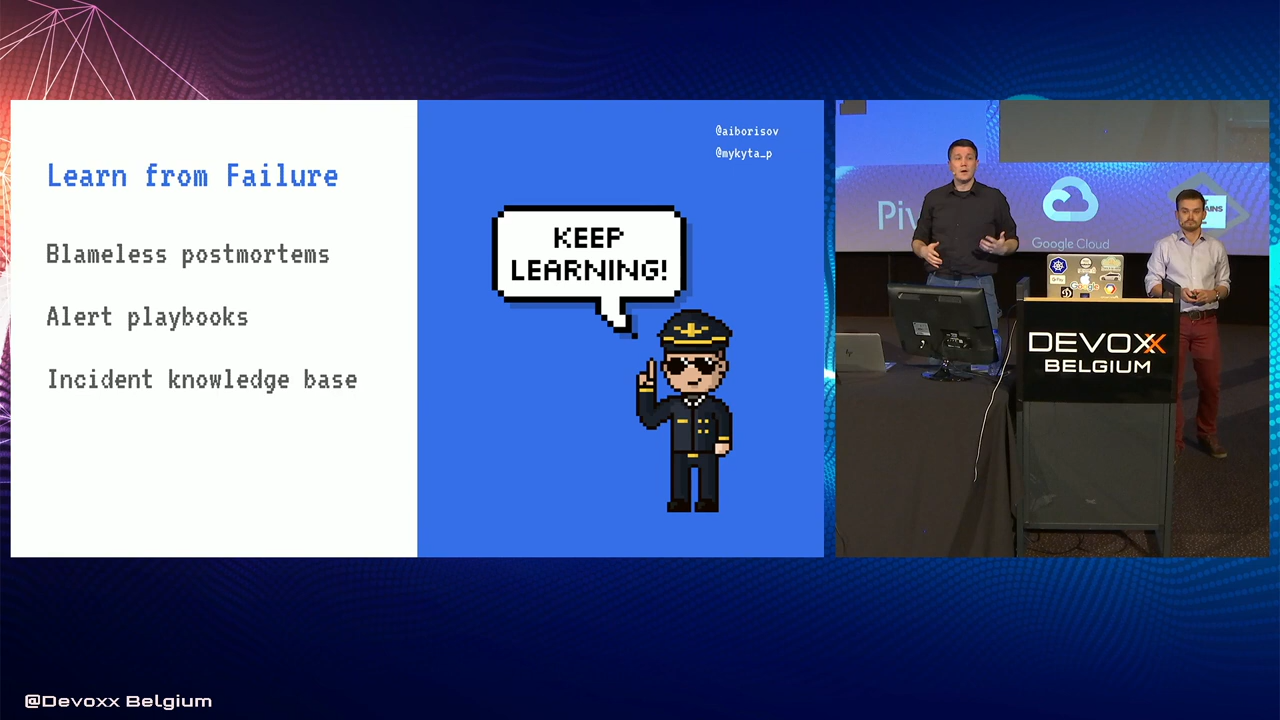 Learn from Failure
Blameless postmortems
Alert playbooks
Incident knowledge base
@aiborisov
@mykyta_p
KEEP
LEARNING!
Google Cloud
Google
DEVOXX
BELGIUM
@Devoxx Belgium